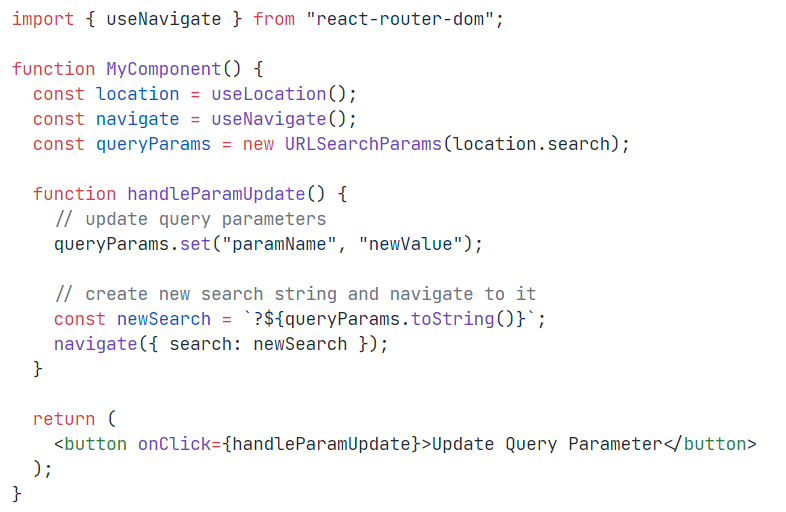 import { useNavigate } from "react-router-dom";
function MyComponent() {
const location = useLocation();
const navigate = useNavigate();
const queryParams = new URLSearchParams(location.search);
function handleParamUpdate() {
// update query parameters
queryParams.set("paramName", "newValue");
// create new search string and navigate to it
const newSearch = `?${queryParams.toString()}`;
navigate({ search: newSearch });
}
return (
<button onClick={handleParamUpdate}>Update Query Parameter</button>
);
}